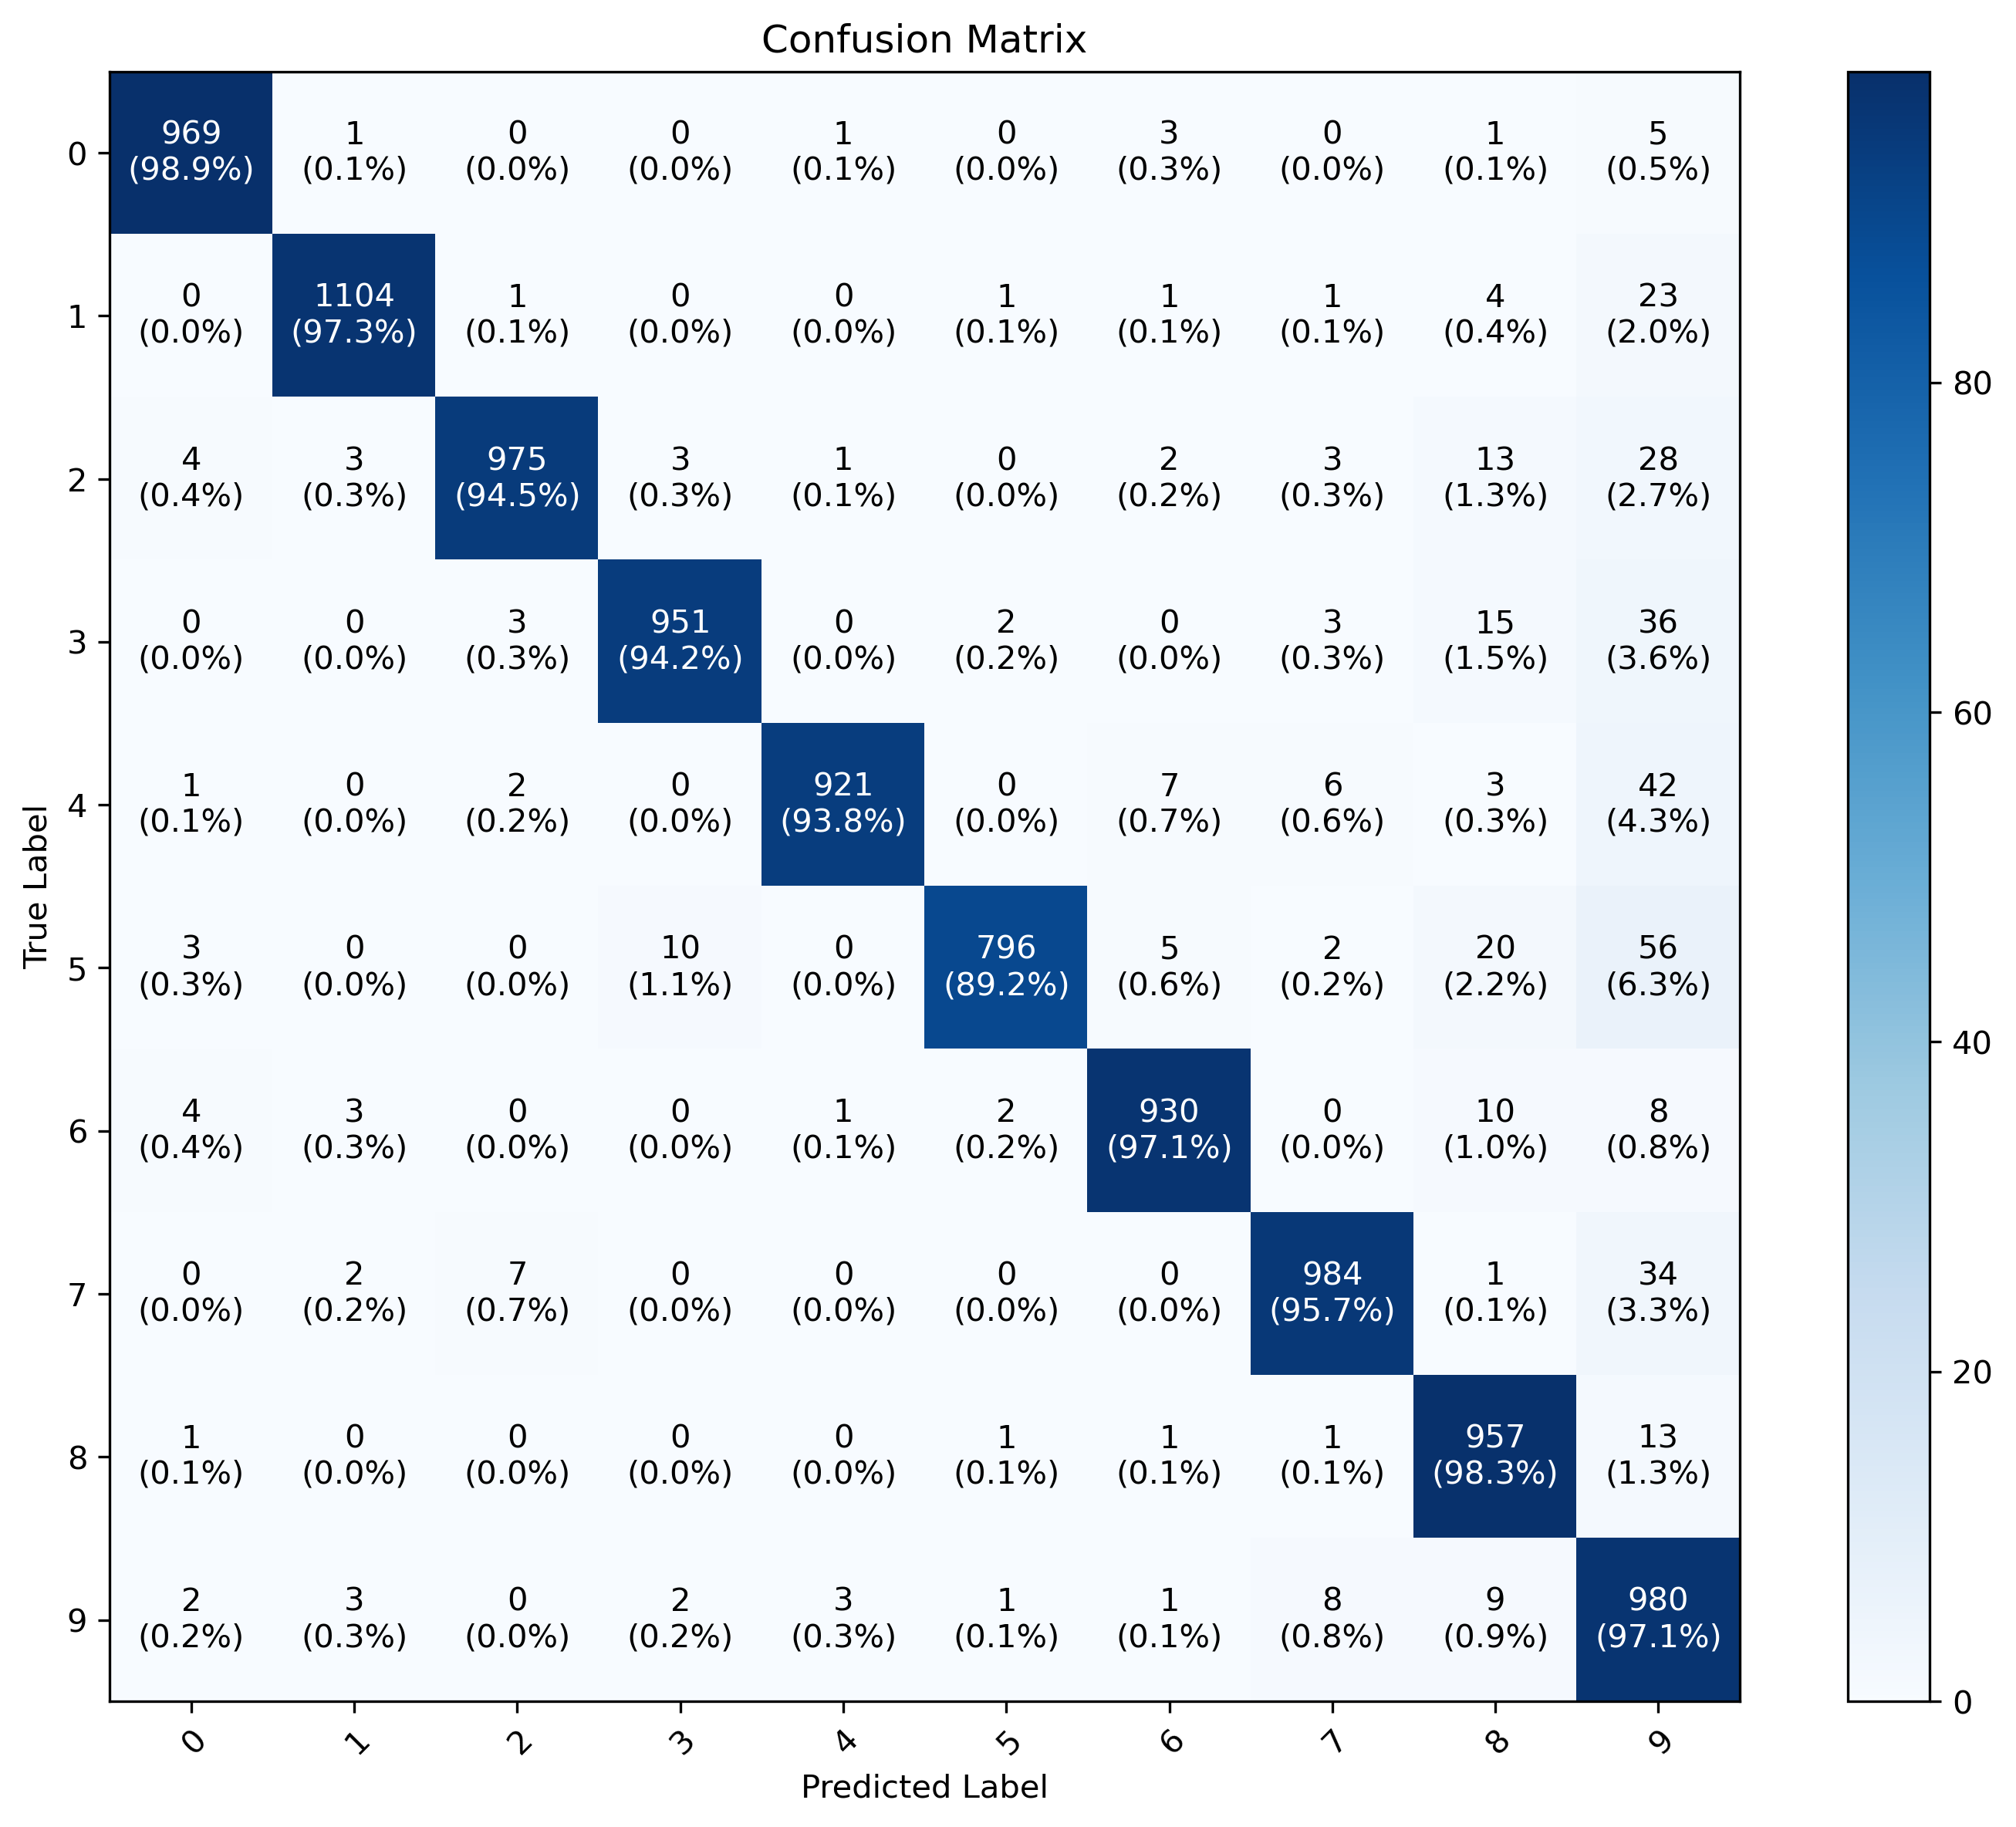 Confusion Matrix
969 1 0 0 1 0 3 0 1 5
0 (98.9%) (0.1%) (0.0%) (0.0%) (0.1%) (0.0%) (0.3%) (0.0%) (0.1%) (0.5%)
0 1104 1 0 0 1 1 1 4 23
1 (0.0%) (97.3%) (0.1%) (0.0%) (0.0%) (0.1%) (0.1%) (0.1%) (0.4%) (2.0%)
80
4 3 975 3 1 0 2 3 13 28
2 (0.4%) (0.3%) (94.5%) (0.3%) (0.1%) (0.0%) (0.2%) (0.3%) (1.3%) (2.7%)
0 0 3 951 0 2 0 3 15 36
3 (0.0%) (0.0%) (0.3%) (94.2%) (0.0%) (0.2%) (0.0%) (0.3%) (1.5%) (3.6%)
60
1 0 2 0 921 0 7 6 3 42
4 (0.1%) (0.0%) (0.2%) (0.0%) (93.8%) (0.0%) (0.7%) (0.6%) (0.3%) (4.3%)
True Label
3 0 0 10 0 796 5 2 20 56
5 (0.3%) (0.0%) (0.0%) (1.1%) (0.0%) (89.2%) (0.6%) (0.2%) (2.2%) (6.3%)
40
4 3 0 0 1 2 930 0 10 8
6 (0.4%) (0.3%) (0.0%) (0.0%) (0.1%) (0.2%) (97.1%) (0.0%) (1.0%) (0.8%)
0 2 7 0 0 0 0 984 1 34
7 (0.0%) (0.2%) (0.7%) (0.0%) (0.0%) (0.0%) (0.0%) (95.7%) (0.1%) (3.3%)
20
1 0 0 0 0 1 1 1 957 13
8 (0.1%) (0.0%) (0.0%) (0.0%) (0.0%) (0.1%) (0.1%) (0.1%) (98.3%) (1.3%)
2 3 0 2 3 1 1 8 9 980
9 (0.2%) (0.3%) (0.0%) (0.2%) (0.3%) (0.1%) (0.1%) (0.8%) (0.9%) (97.1%)
0
0 1 2 3 4 5 6 7 8 9
Predicted Label